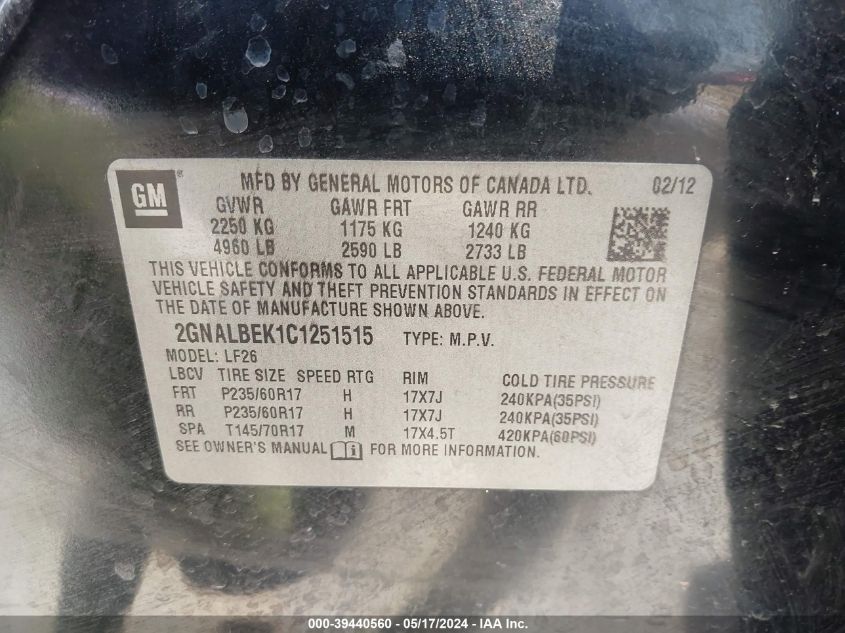 GM ®
MFD BY GENERAL MOTORS OF CANADA LTD. 02/12
GVWR GAWR FRT GAWR RR
2250 KG 1175 KG 1240 KG
4960 LB 2590 LB 2733 LB
THIS VEHICLE CONFORMS TO ALL APPLICABLE U.S. FEDERAL MOTOR
VEHICLE SAFETY AND THEFT PREVENTION STANDARDS IN EFFECT ON
THE DATE OF MANUFACTURE SHOWN ABOVE.
2GNALBEK1C1251515 TYPE: M.P.V.
MODEL: LF26
LBCV TIRE SIZE SPEED RTG RIM COLD TIRE PRESSURE
FRT P235/60R17 H 17X7J 240KPA(35PSI)
RR P235/60R17 H 17X7J 240KPA(35PSI)
SPA T145/70R17 M 17X4.5T 420KPA(60PSI)
SEE OWNER'S MANUAL i FOR MORE INFORMATION.
000-39440560 - 05/17/2024 - IAA Inc.